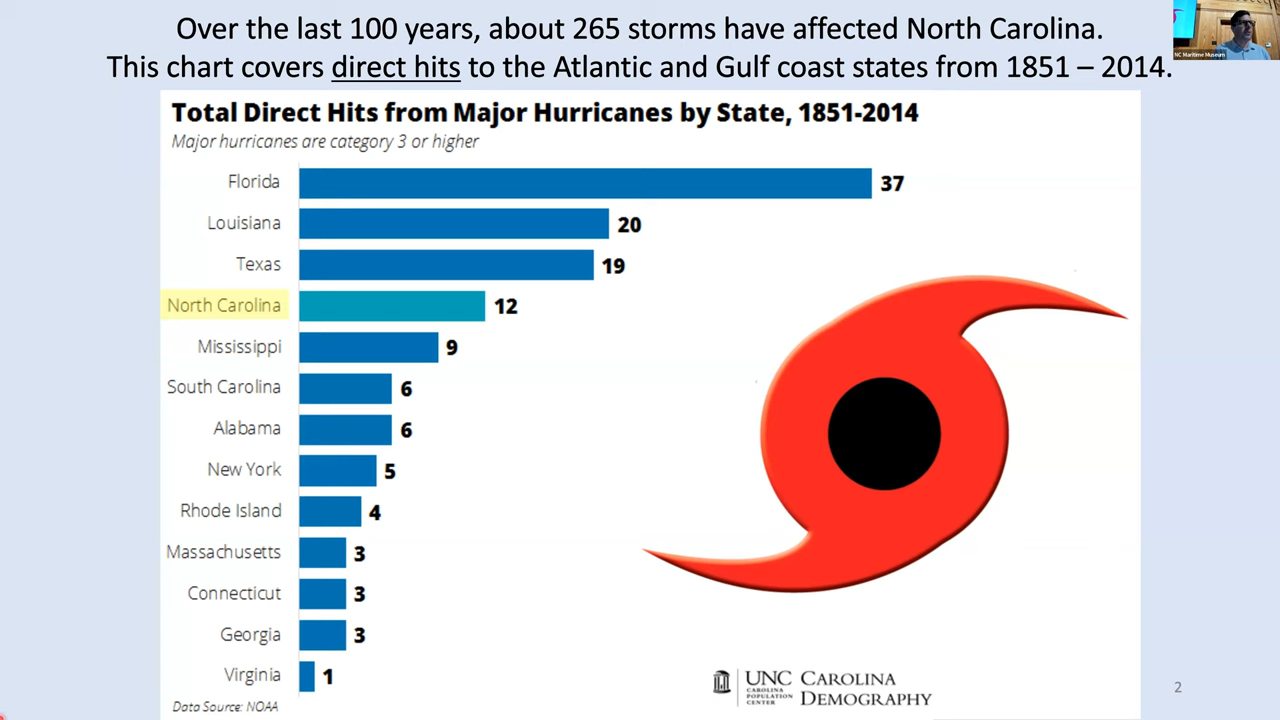 Over the last 100 years, about 265 storms have affected North Carolina.
This chart covers direct hits to the Atlantic and Gulf coast states from 1851 – 2014.
NC Maritime Museum
Total Direct Hits from Major Hurricanes by State, 1851-2014
Major hurricanes are category 3 or higher
Florida 37
Louisiana 20
Texas 19
North Carolina 12
Mississippi 9
South Carolina 6
Alabama 6
New York 5
Rhode Island 4
Massachusetts 3
Connecticut 3
Georgia 3
Virginia 1
Data Source: NOAA
UNC
CAROLINA
POPULATION
CENTER
CAROLINA
DEMOGRAPHY
2